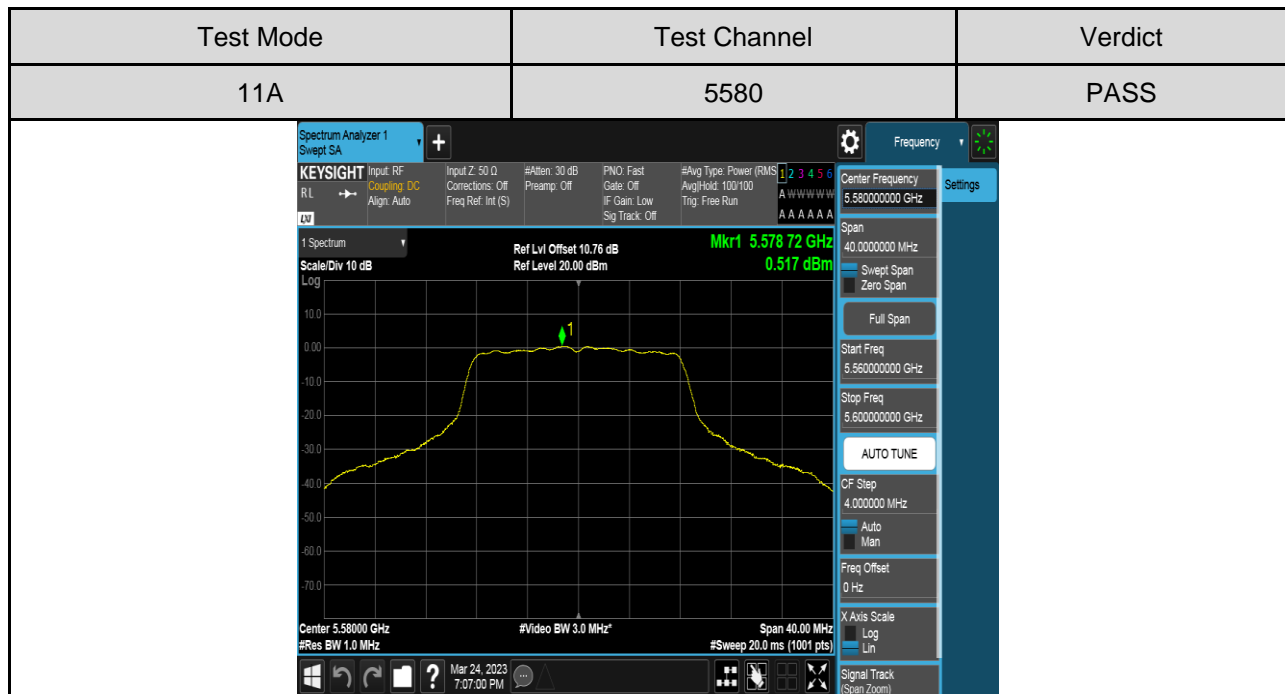 Test Mode Test Channel Verdict
11A 5580 PASS
Spectrum Analyzer 1
Swept SA
+
Frequency
KEYSIGHT
R L
LXI
Input: RF
Coupling: DC
Align: Auto
Input Z: 50 Ω
Corrections: Off
Freq Ref: Int (S)
#Atten: 30 dB
Preamp: Off
PNO: Fast
Gate: Off
IF Gain: Low
Sig Track: Off
#Avg Type: Power (RMS
Avg|Hold: 100/100
Trig: Free Run
1 2 3 4 5 6
A W W W W W
A A A A A A
1 Spectrum
Scale/Div 10 dB
Log
Ref Lvl Offset 10.76 dB
Ref Level 20.00 dBm
Mkr1 5.578 72 GHz
0.517 dBm
10.0
0.00
-10.0
-20.0
-30.0
-40.0
-50.0
-60.0
-70.0
1
Center 5.58000 GHz
#Res BW 1.0 MHz
#Video BW 3.0 MHz*
Span 40.00 MHz
#Sweep 20.0 ms (1001 pts)
?
Mar 24, 2023
7:07:00 PM
Center Frequency
5.580000000 GHz
Settings
Span
40.0000000 MHz
Swept Span
Zero Span
Full Span
Start Freq
5.560000000 GHz
Stop Freq
5.600000000 GHz
AUTO TUNE
CF Step
4.000000 MHz
Auto
Man
Freq Offset
0 Hz
X Axis Scale
Log
Lin
Signal Track
(Span Zoom)